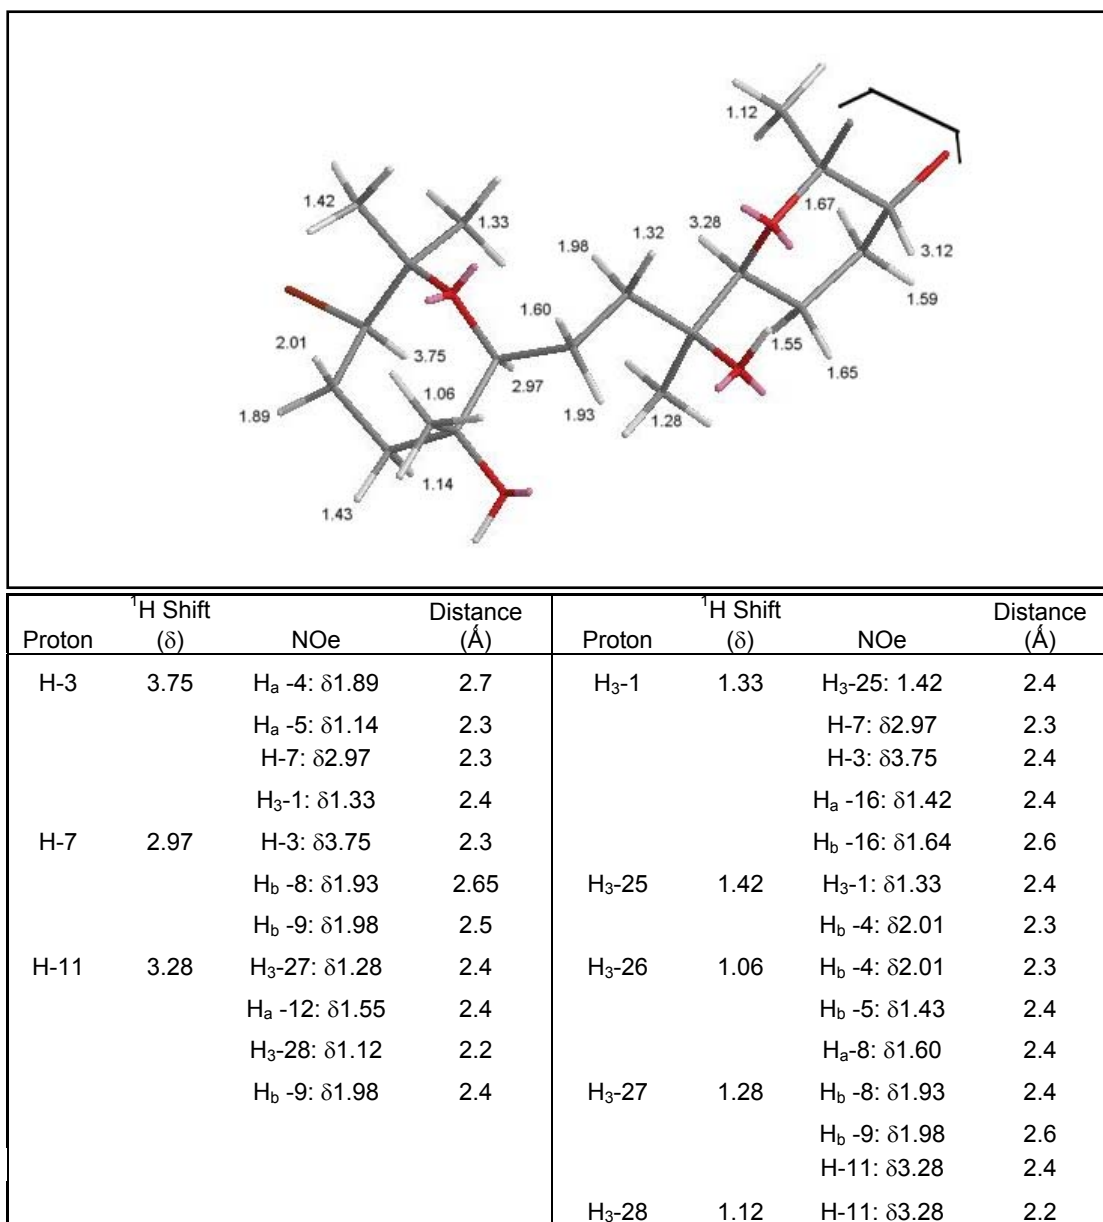 1.12
1.42
1.33
3.28
1.67
1.98
1.32
3.12
1.59
1.60
2.01
3.75
1.55
1.65
1.06
2.97
1.89
1.93
1.28
1.14
1.43
Proton ¹H Shift (δ) NOe Distance (Á) Proton ¹H Shift (δ) NOe Distance (Á)
H-3 3.75 Hₐ -4: δ1.89 2.7 H₃-1 1.33 H₃-25: 1.42 2.4
Hₐ -5: δ1.14 2.3 H-7: δ2.97 2.3
H-7: δ2.97 2.3 H-3: δ3.75 2.4
H₃-1: δ1.33 2.4 Hₐ -16: δ1.42 2.4
H-7 2.97 H-3: δ3.75 2.3 H_b -16: δ1.64 2.6
H_b -8: δ1.93 2.65 H₃-25 1.42 H₃-1: δ1.33 2.4
H_b -9: δ1.98 2.5 H_b -4: δ2.01 2.3
H-11 3.28 H₃-27: δ1.28 2.4 H₃-26 1.06 H_b -4: δ2.01 2.3
Hₐ -12: δ1.55 2.4 H_b -5: δ1.43 2.4
H₃-28: δ1.12 2.2 Hₐ-8: δ1.60 2.4
H_b -9: δ1.98 2.4 H₃-27 1.28 H_b -8: δ1.93 2.4
H_b -9: δ1.98 2.6
H-11: δ3.28 2.4
H₃-28 1.12 H-11: δ3.28 2.2